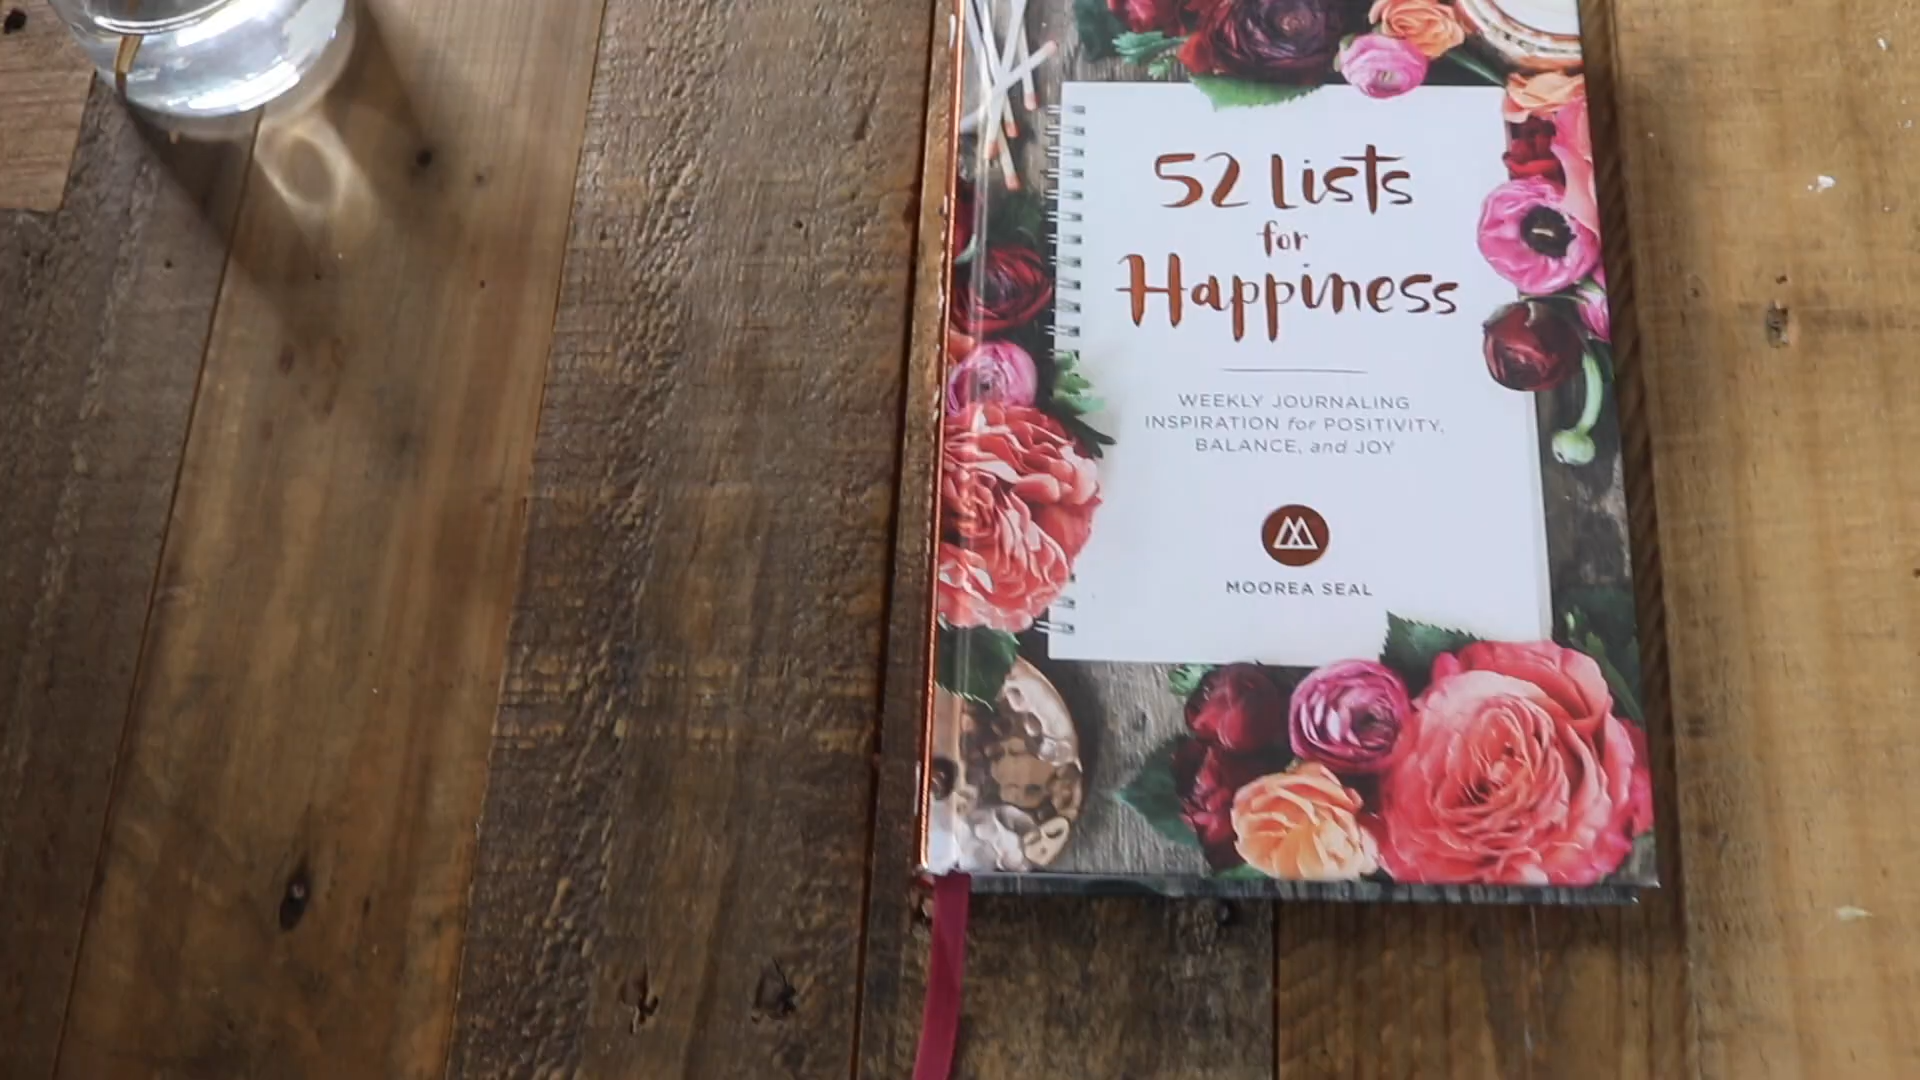 52 Lists
for
Happiness
WEEKLY JOURNALING
INSPIRATION for POSITIVITY,
BALANCE, and JOY
MOOREA SEAL